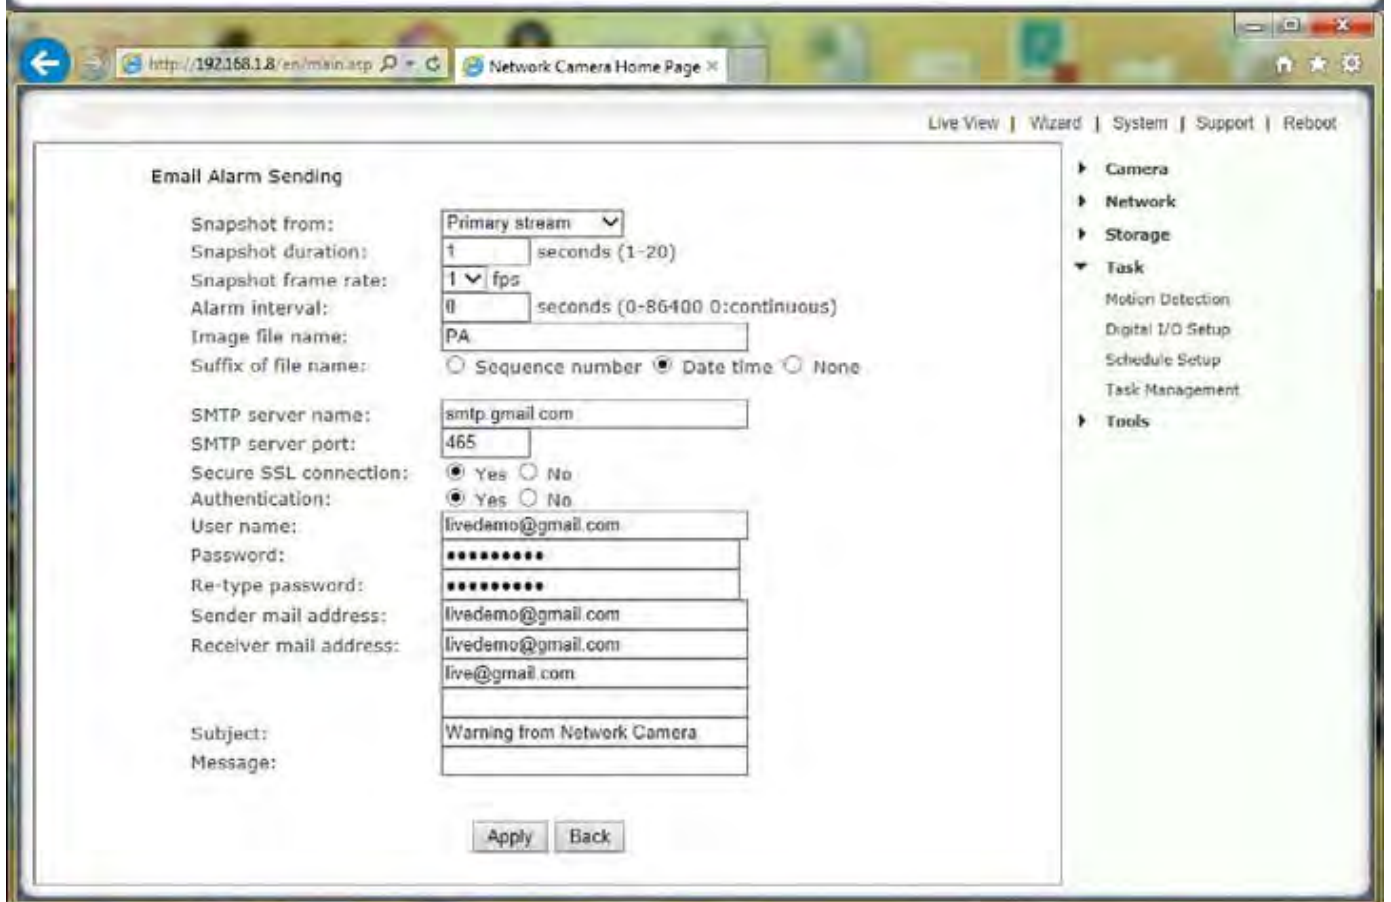 http://192.168.1.8/en/main.asp
Network Camera Home Page
Live View | Wizard | System | Support | Reboot
Email Alarm Sending
Snapshot from: Primary stream
Snapshot duration: 1 seconds (1-20)
Snapshot frame rate: 1 fps
Alarm interval: 0 seconds (0-86400 0:continuous)
Image file name: PA
Suffix of file name: Sequence number Date time None
SMTP server name: smtp.gmail.com
SMTP server port: 465
Secure SSL connection: Yes No
Authentication: Yes No
User name: livedemo@gmail.com
Password: •••••••••
Re-type password: •••••••••
Sender mail address: livedemo@gmail.com
Receiver mail address: livedemo@gmail.com
live@gmail.com
Subject: Warning from Network Camera
Message:
Apply Back
Camera
Network
Storage
Task
Motion Detection
Digital I/O Setup
Schedule Setup
Task Management
Tools